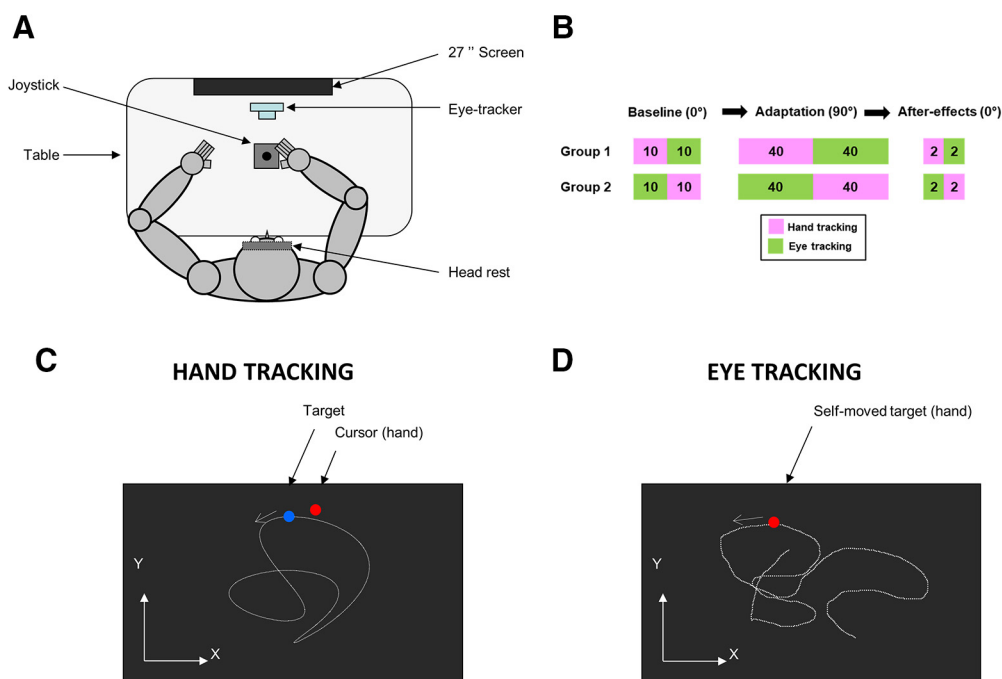 A
27 " Screen
Joystick
Eye-tracker
Table
Head rest
B
Baseline (0°) Adaptation (90°) After-effects (0°)
Group 1 10 10 40 40 2 2
Group 2 10 10 40 40 2 2
Hand tracking
Eye tracking
C
HAND TRACKING
Target
Cursor (hand)
Y
X
D
EYE TRACKING
Self-moved target (hand)
Y
X